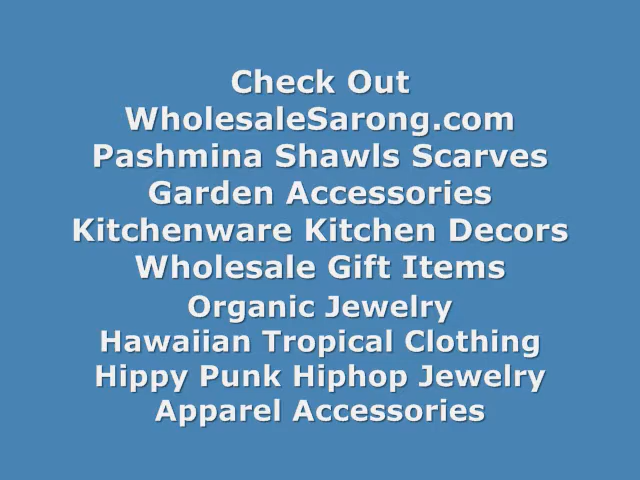 Check Out
WholesaleSarong.com
Pashmina Shawls Scarves
Garden Accessories
Kitchenware Kitchen Decors
Wholesale Gift Items
Organic Jewelry
Hawaiian Tropical Clothing
Hippy Punk Hiphop Jewelry
Apparel Accessories